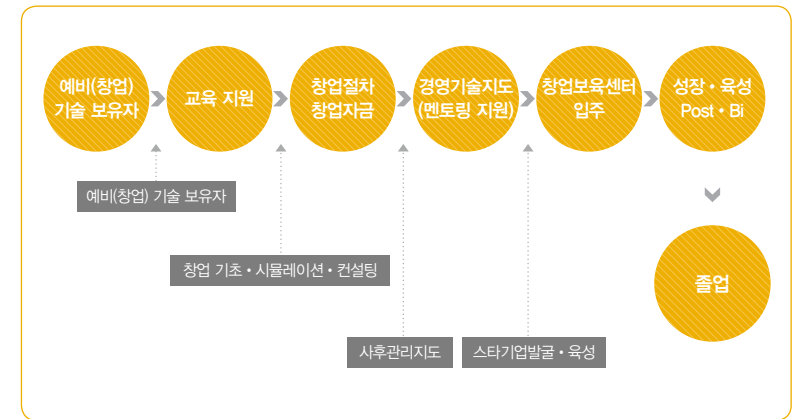 예비(창업)
기술 보유자
교육 지원
창업절차
창업자금
경영기술지도
(멘토링 지원)
창업보육센터
입주
성장·육성
Post·Bi
예비(창업) 기술 보유자
창업 기초·시뮬레이션·컨설팅
졸업
사후관리지도
스타기업발굴·육성